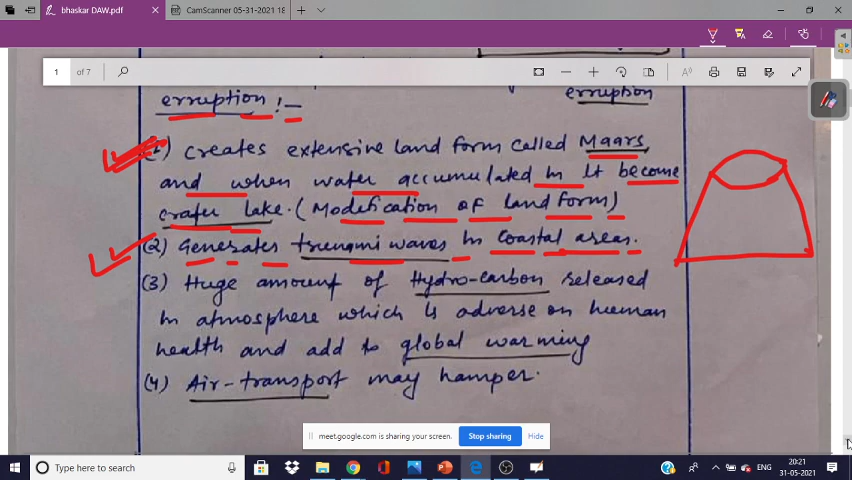 bhaskar DAW.pdf
CamScanner 05-31-2021 18
1 of 7
erruption :-
erruption
(1) Creates extensive land form called Maars
and when water accumulated in it become
crater lake. (Modification of land form)
(2) Generates tsunami waves in coastal areas.
(3) Huge amount of Hydro-carbon released
in atmosphere which is adverse on human
health and add to global warming
(4) Air-transport may hamper.
meet.google.com is sharing your screen. Stop sharing Hide
Type here to search
ENG
20:21
31-05-2021